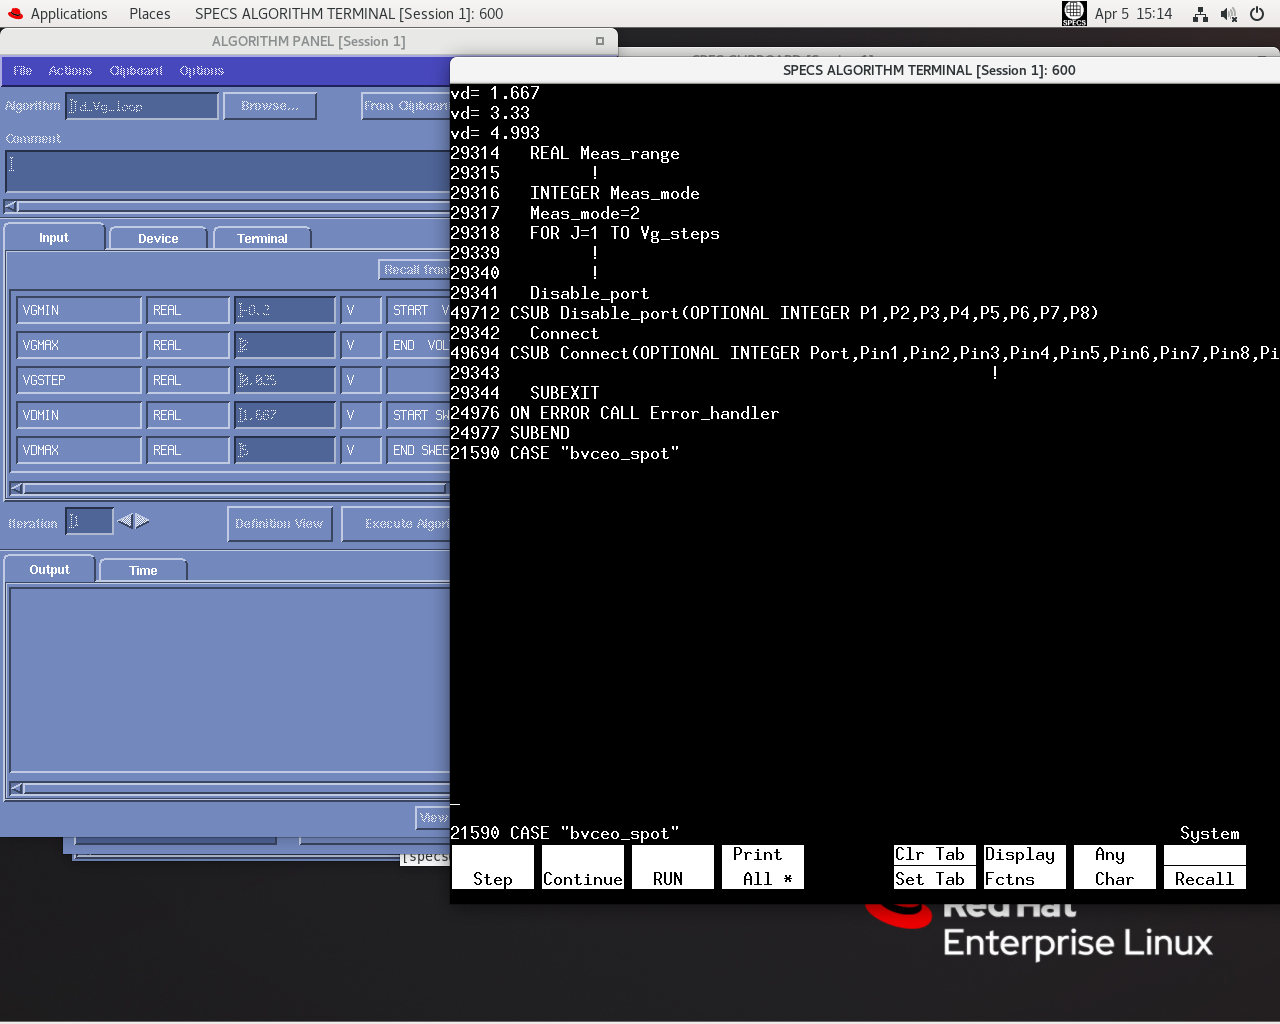 Applications Places SPECS ALGORITHM TERMINAL [Session 1]: 600
SPECS
Apr 5 15:14
ALGORITHM PANEL [Session 1]
File Actions Clipboard Options
Algorithm Id_Vg_loop Browse... From Clipboar
Comment
Input Device Terminal
Recall from
VGMIN REAL -0.2 V START V
VGMAX REAL 2 V END VOL
VGSTEP REAL 0.025 V
VDMIN REAL 1.667 V START SW
VDMAX REAL 5 V END SWEE
Iteration 1 Definition View Execute Algori
Output Time
View
[specs
SPECS ALGORITHM TERMINAL [Session 1]: 600
vd= 1.667
vd= 3.33
vd= 4.993
29314 REAL Meas_range
29315 !
29316 INTEGER Meas_mode
29317 Meas_mode=2
29318 FOR J=1 TO Vg_steps
29339 !
29340 !
29341 Disable_port
49712 CSUB Disable_port(OPTIONAL INTEGER P1,P2,P3,P4,P5,P6,P7,P8)
29342 Connect
49694 CSUB Connect(OPTIONAL INTEGER Port,Pin1,Pin2,Pin3,Pin4,Pin5,Pin6,Pin7,Pin8,Pi
29343 !
29344 SUBEXIT
24976 ON ERROR CALL Error_handler
24977 SUBEND
21590 CASE "bvceo_spot"
_
21590 CASE "bvceo_spot" System
Step Continue RUN Print All * Clr Tab Set Tab Display Fctns Any Char Recall
Red Hat
Enterprise Linux